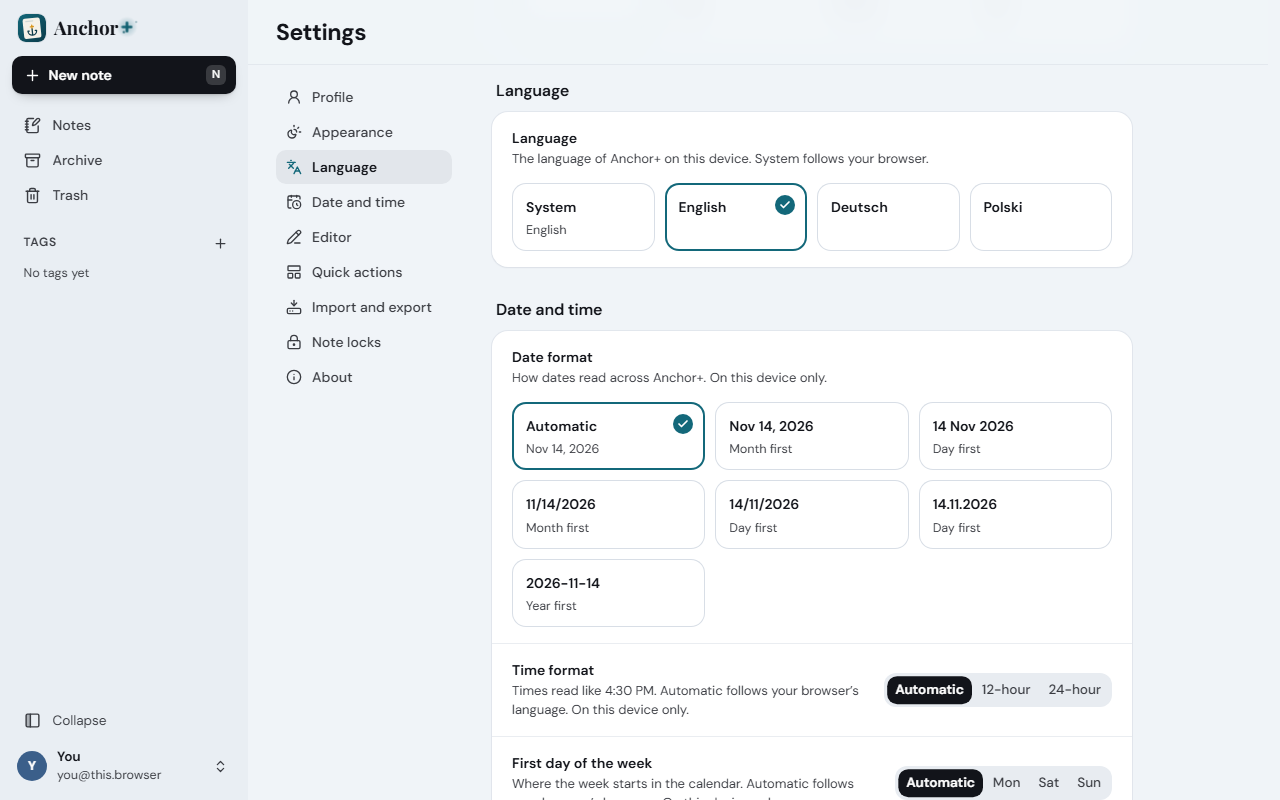 Anchor+
New note
N
Notes
Archive
Trash
TAGS
No tags yet
Collapse
Y
You
you@this.browser
Settings
Profile
Appearance
Language
Date and time
Editor
Quick actions
Import and export
Note locks
About
Language
Language
The language of Anchor+ on this device. System follows your browser.
System
English
English
Deutsch
Polski
Date and time
Date format
How dates read across Anchor+. On this device only.
Automatic
Nov 14, 2026
Nov 14, 2026
Month first
14 Nov 2026
Day first
11/14/2026
Month first
14/11/2026
Day first
14.11.2026
Day first
2026-11-14
Year first
Time format
Times read like 4:30 PM. Automatic follows your browser’s
language. On this device only.
Automatic 12-hour 24-hour
First day of the week
Where the week starts in the calendar. Automatic follows
Automatic Mon Sat Sun